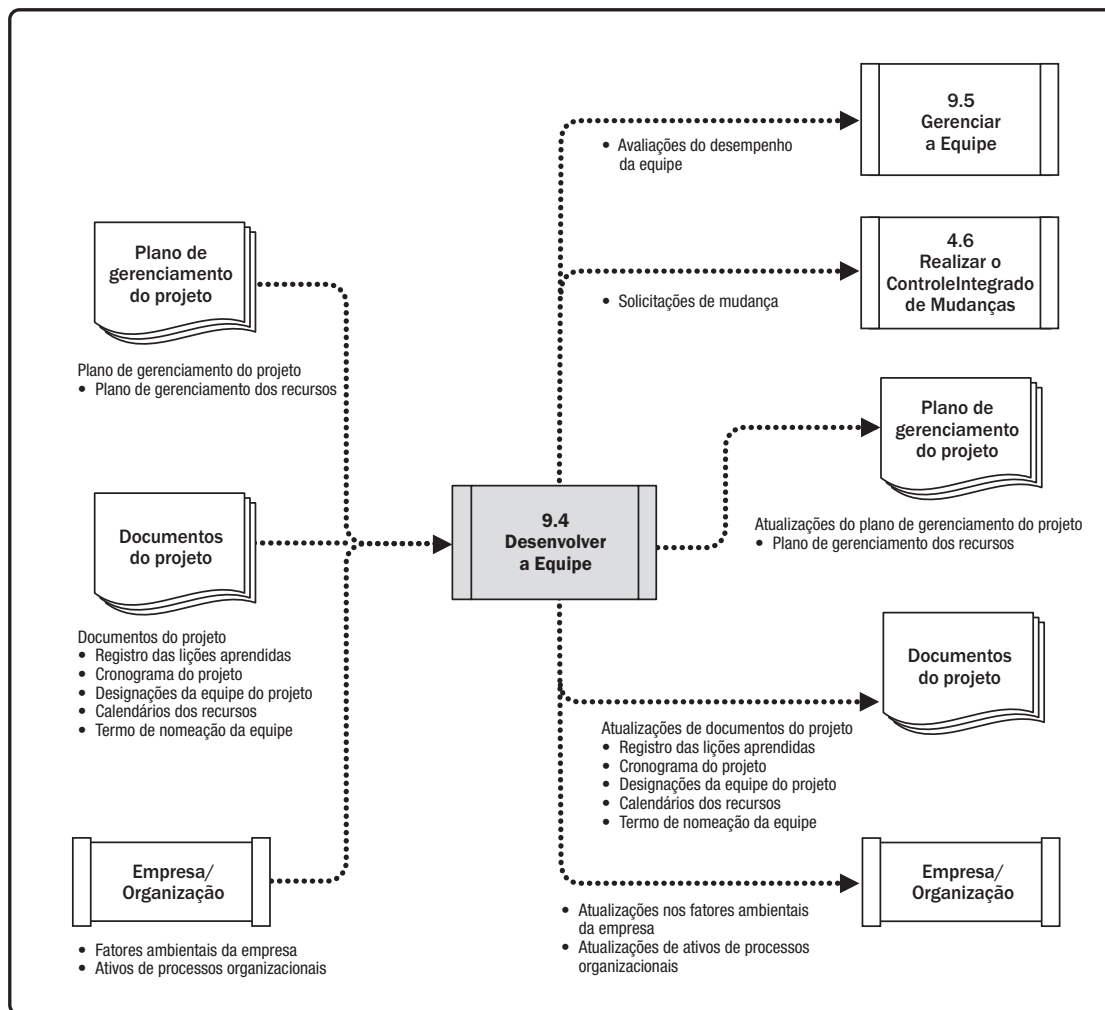 Plano de
gerenciamento
do projeto
Plano de gerenciamento do projeto
• Plano de gerenciamento dos recursos
Documentos
do projeto
Documentos do projeto
• Registro das lições aprendidas
• Cronograma do projeto
• Designações da equipe do projeto
• Calendários dos recursos
• Termo de nomeação da equipe
Empresa/
Organização
• Fatores ambientais da empresa
• Ativos de processos organizacionais
9.4
Desenvolver
a Equipe
• Avaliações do desempenho
da equipe
9.5
Gerenciar
a Equipe
• Solicitações de mudança
4.6
Realizar o
ControleIntegrado
de Mudanças
Plano de
gerenciamento
do projeto
Atualizações do plano de gerenciamento do projeto
• Plano de gerenciamento dos recursos
Documentos
do projeto
Atualizações de documentos do projeto
• Registro das lições aprendidas
• Cronograma do projeto
• Designações da equipe do projeto
• Calendários dos recursos
• Termo de nomeação da equipe
Empresa/
Organização
• Atualizações nos fatores ambientais
da empresa
• Atualizações de ativos de processos
organizacionais